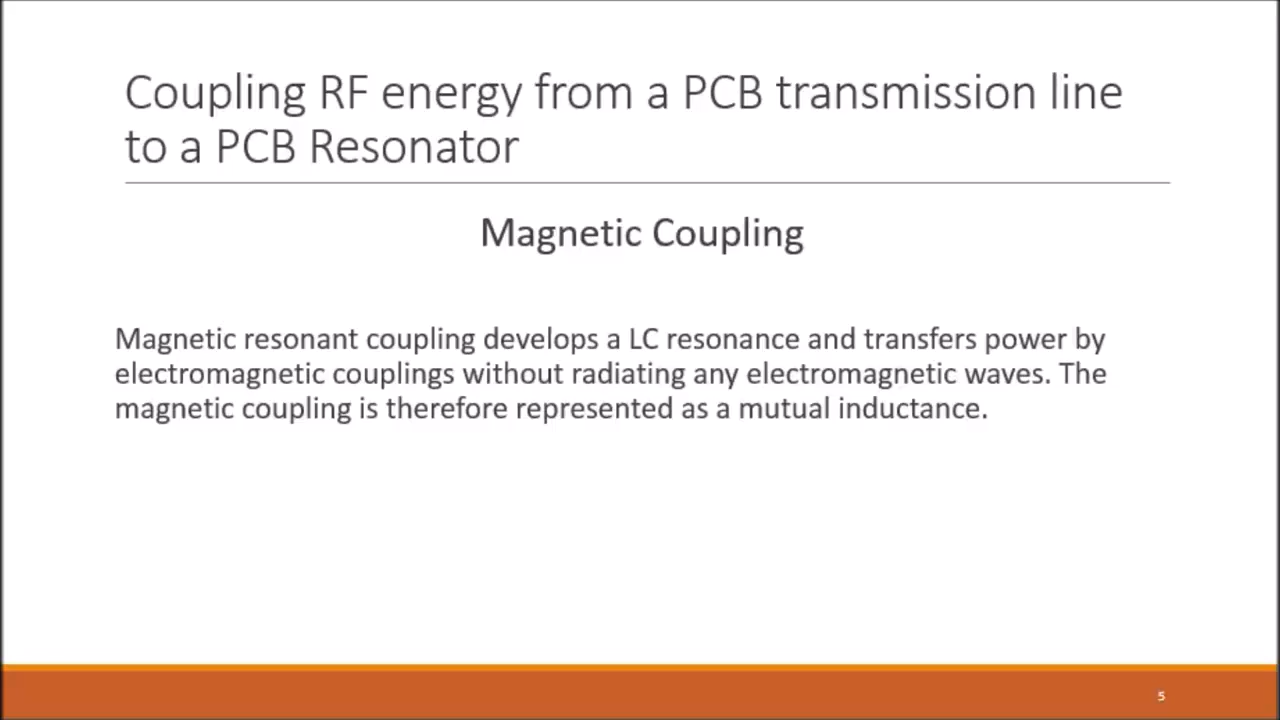 Coupling RF energy from a PCB transmission line
to a PCB Resonator
Magnetic Coupling
Magnetic resonant coupling develops a LC resonance and transfers power by
electromagnetic couplings without radiating any electromagnetic waves. The
magnetic coupling is therefore represented as a mutual inductance.
5